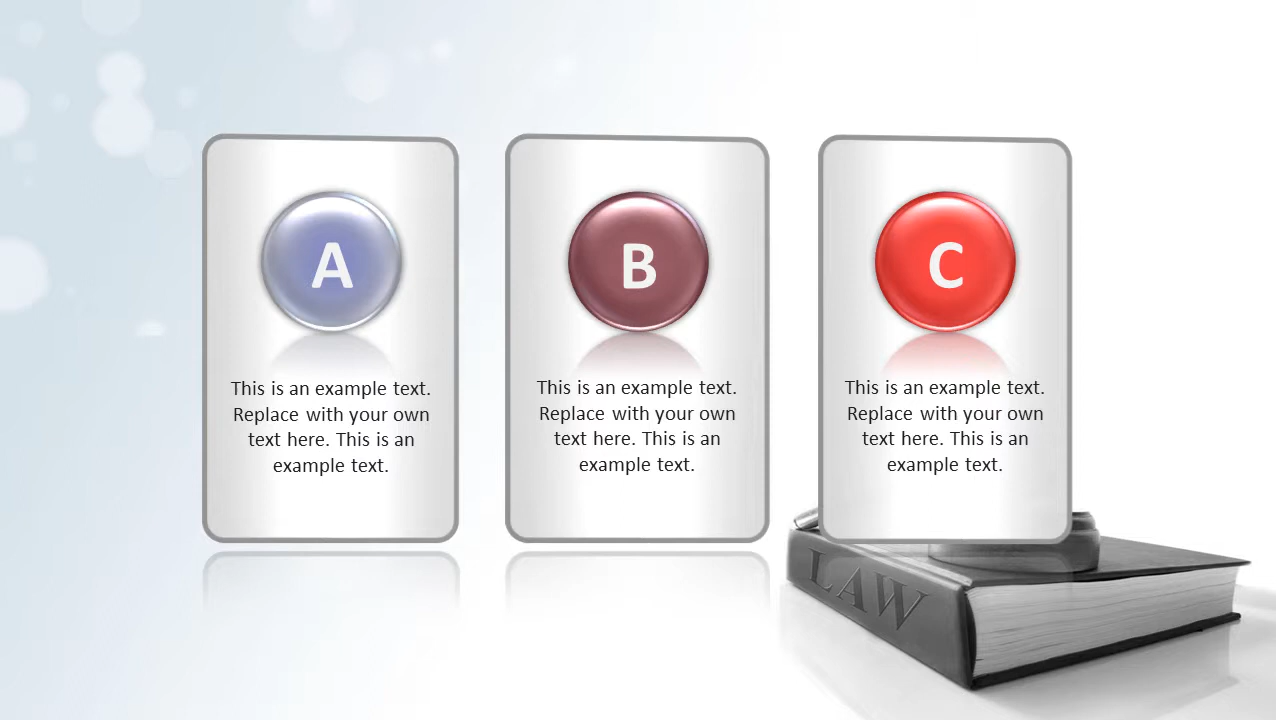 A
This is an example text.
Replace with your own
text here. This is an
example text.
B
This is an example text.
Replace with your own
text here. This is an
example text.
C
This is an example text.
Replace with your own
text here. This is an
example text.
LAW